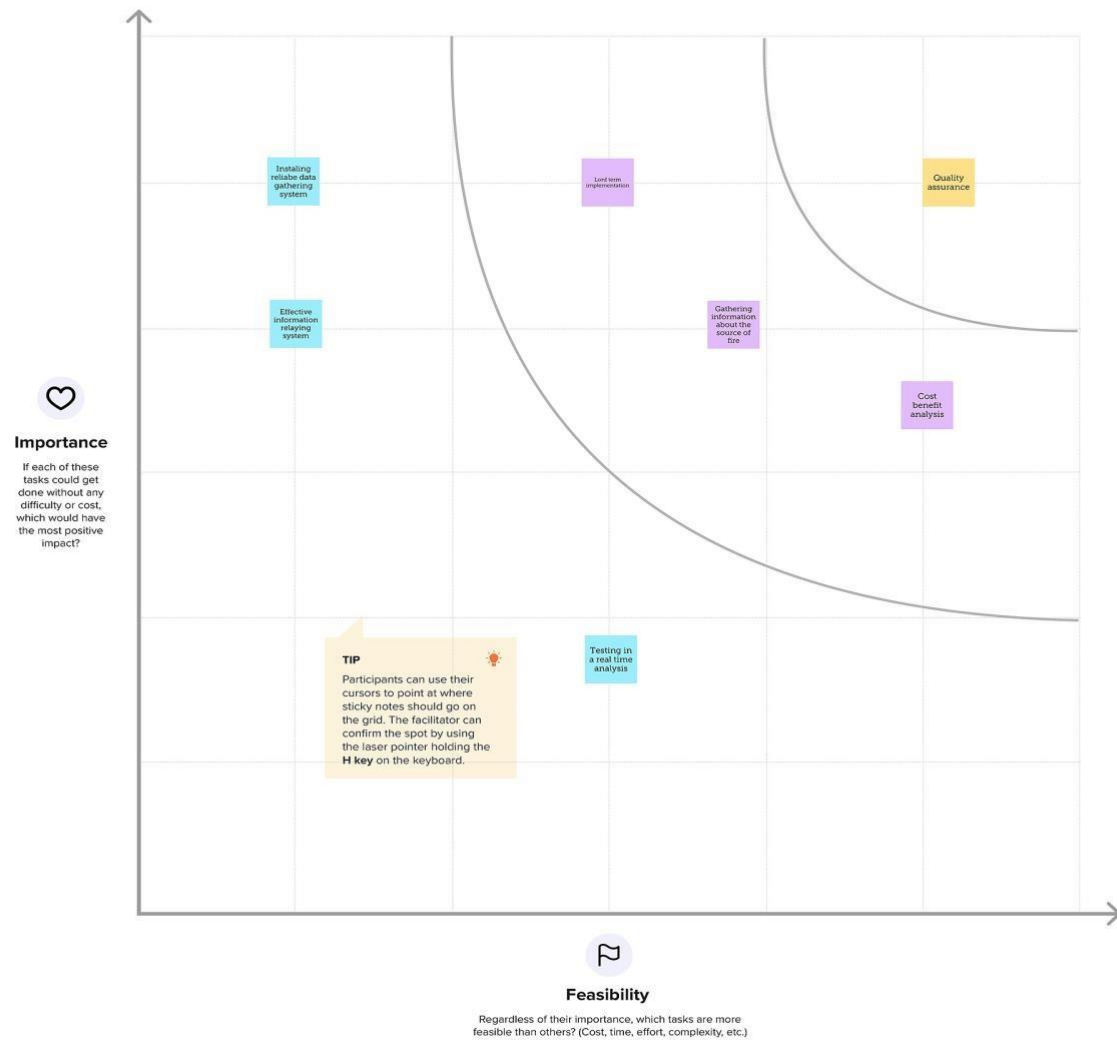 Instaling
reliabe data
gathering
system
Lonf term
implementation
Quality
assurance
Effective
information
relaying
system
Gathering
information
about the
source of
fire
Cost
benefit
analysis
Importance
If each of these
tasks could get
done without any
difficulty or cost,
which would have
the most positive
impact?
Testing in
a real time
analysis
TIP
Participants can use their
cursors to point at where
sticky notes should go on
the grid. The facilitator can
confirm the spot by using
the laser pointer holding the
H key on the keyboard.
Feasibility
Regardless of their importance, which tasks are more
feasible than others? (Cost, time, effort, complexity, etc.)